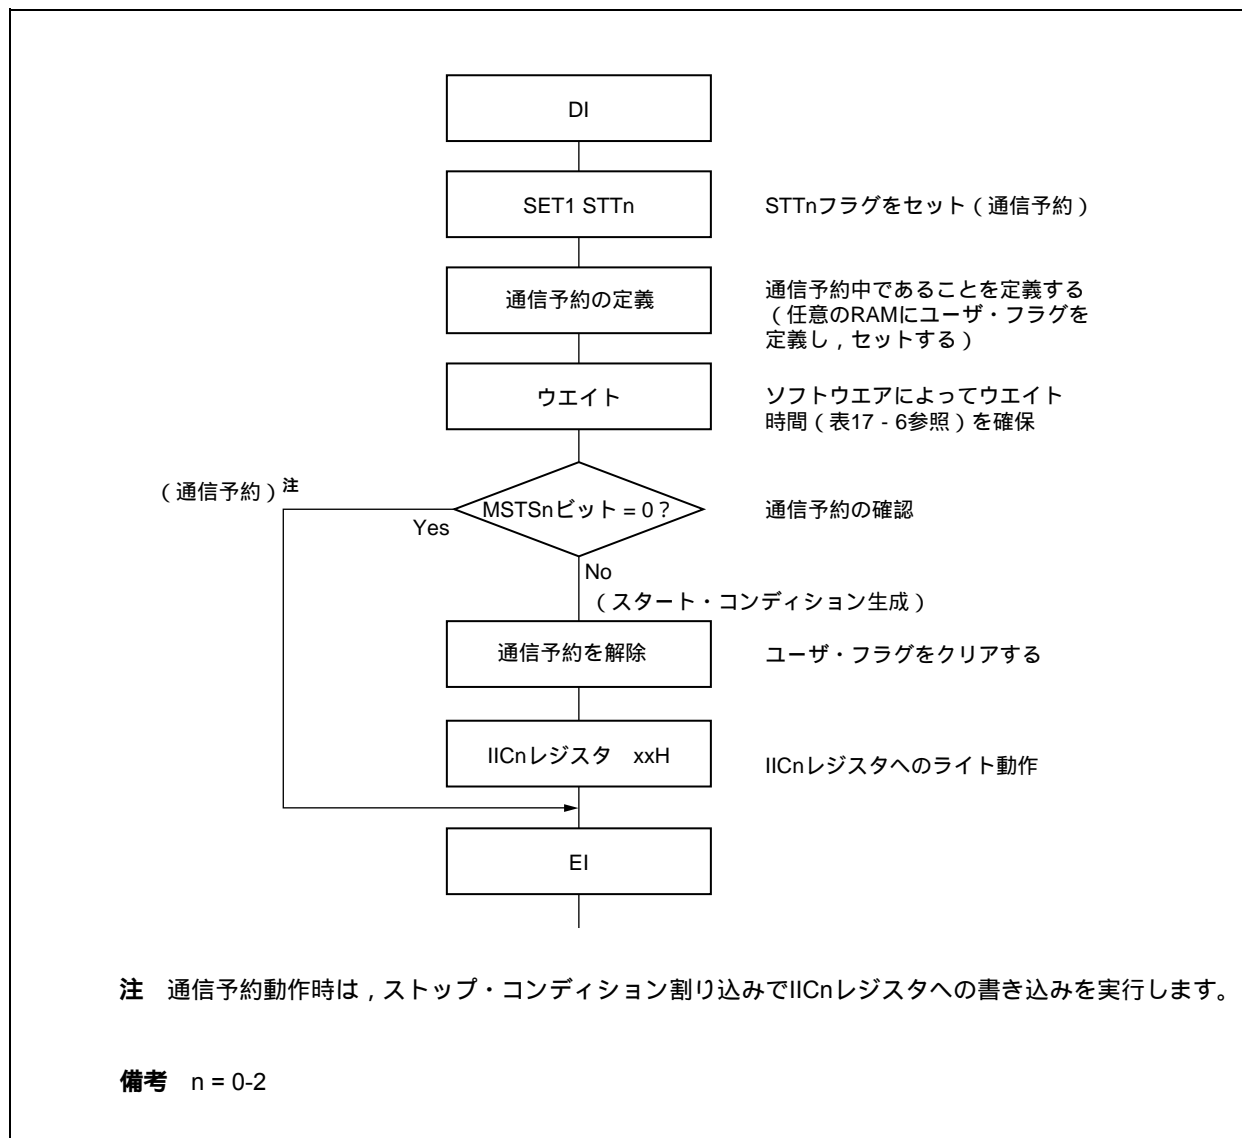 DI
SET1 STTn
STTnフラグをセット（通信予約）
通信予約の定義
通信予約中であることを定義する
（任意のRAMにユーザ・フラグを
定義し，セットする）
ウエイト
ソフトウエアによってウエイト
時間（表17 - 6参照）を確保
（通信予約）注
MSTSnビット = 0？
通信予約の確認
Yes
No
（スタート・コンディション生成）
通信予約を解除
ユーザ・フラグをクリアする
IICnレジスタ　xxH
IICnレジスタへのライト動作
EI
注　通信予約動作時は，ストップ・コンディション割り込みでIICnレジスタへの書き込みを実行します。
備考　n = 0-2